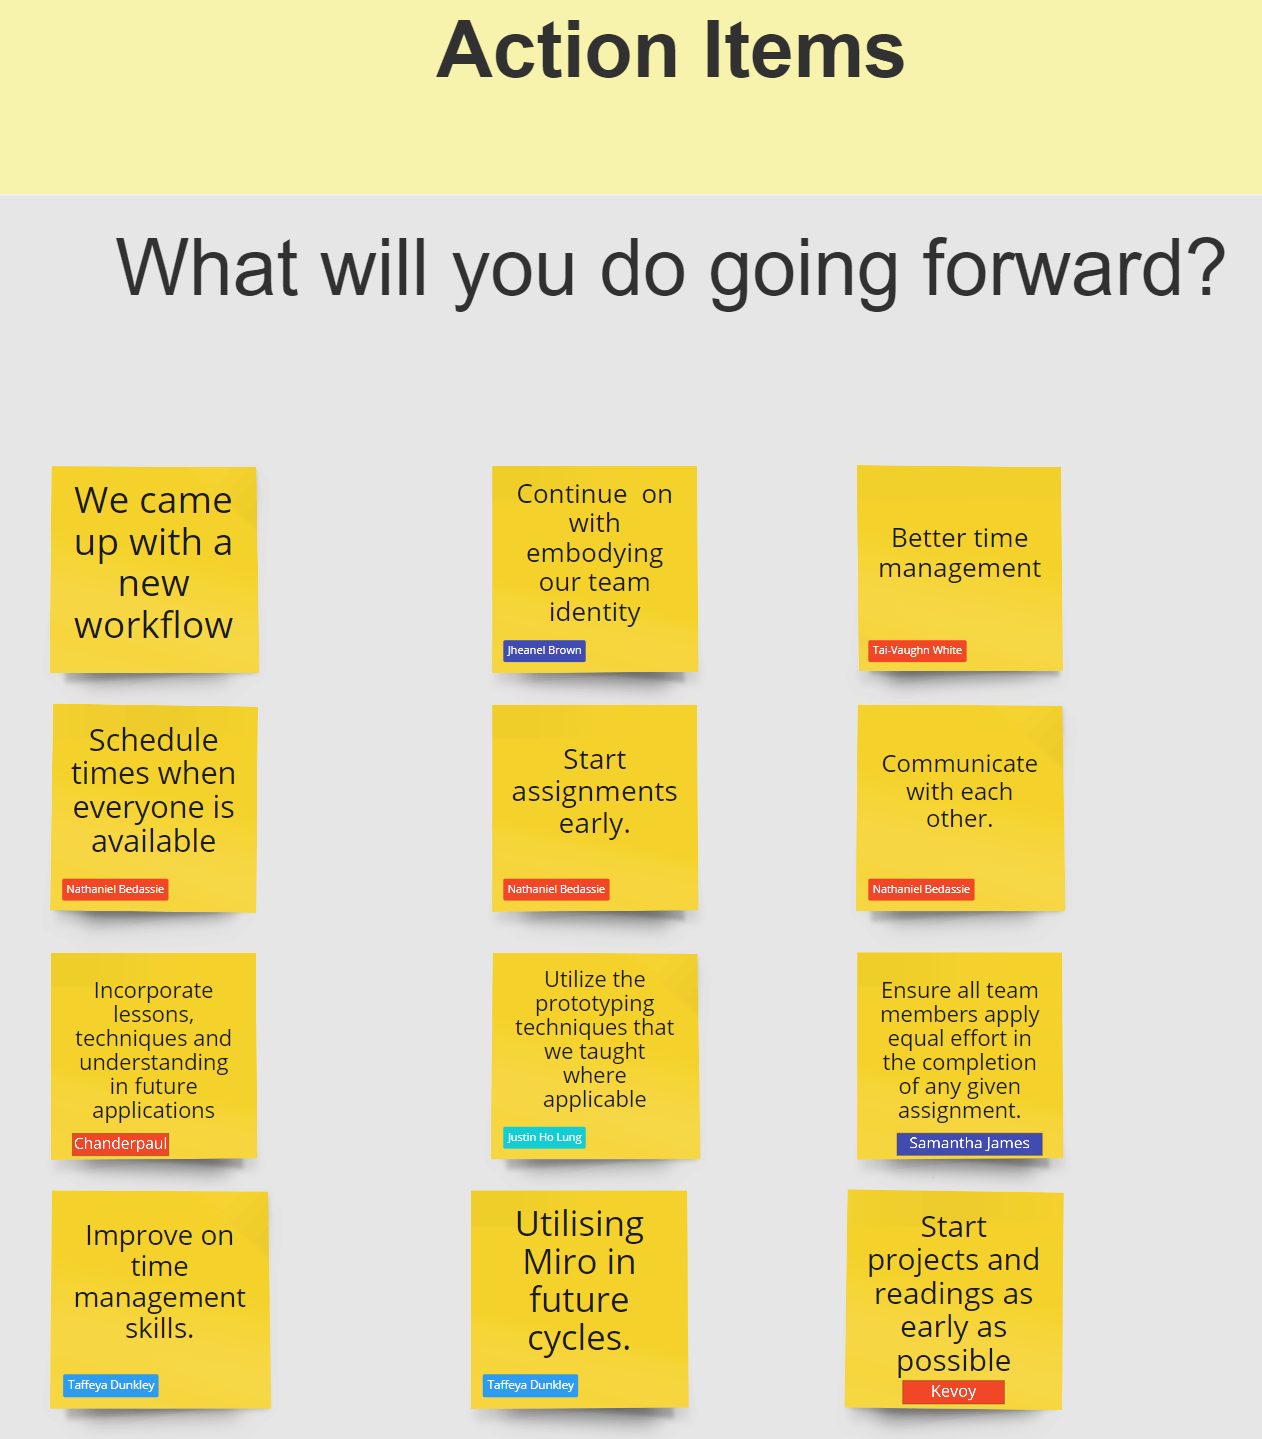 Action Items
What will you do going forward?
We came
up with a
new
workflow
Continue on
with
embodying
our team
identity
Jheanel Brown
Better time
management
Tai-Vaughn White
Schedule
times when
everyone is
available
Nathaniel Bedassie
Start
assignments
early.
Nathaniel Bedassie
Communicate
with each
other.
Nathaniel Bedassie
Incorporate
lessons,
techniques and
understanding
in future
applications
Chanderpaul
Utilize the
prototyping
techniques that
we taught
where
applicable
Justin Ho Lung
Ensure all team
members apply
equal effort in
the completion
of any given
assignment.
Samantha James
Improve on
time
management
skills.
Taffeya Dunkley
Utilising
Miro in
future
cycles.
Taffeya Dunkley
Start
projects and
readings as
early as
possible
Kevoy